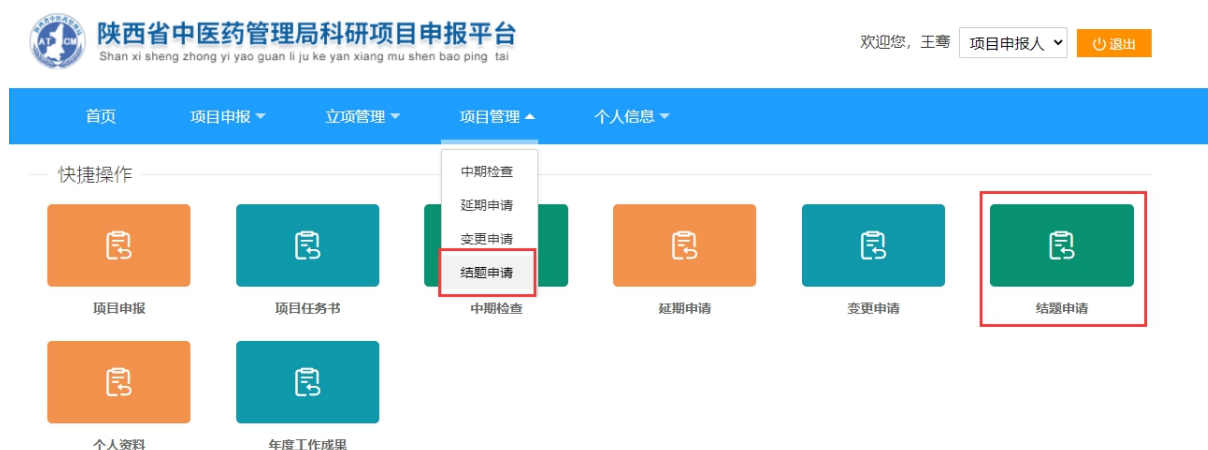 陕西省中医药管理局科研项目申报平台
Shan xi sheng zhong yi yao guan li ju ke yan xiang mu shen bao ping tai
欢迎您，王骞 项目申报人 退出
首页 项目申报 立项管理 项目管理 个人信息
快捷操作
中期检查
延期申请
变更申请
结题申请
项目申报 项目任务书 中期检查 延期申请 变更申请 结题申请
个人资料 年度工作成果